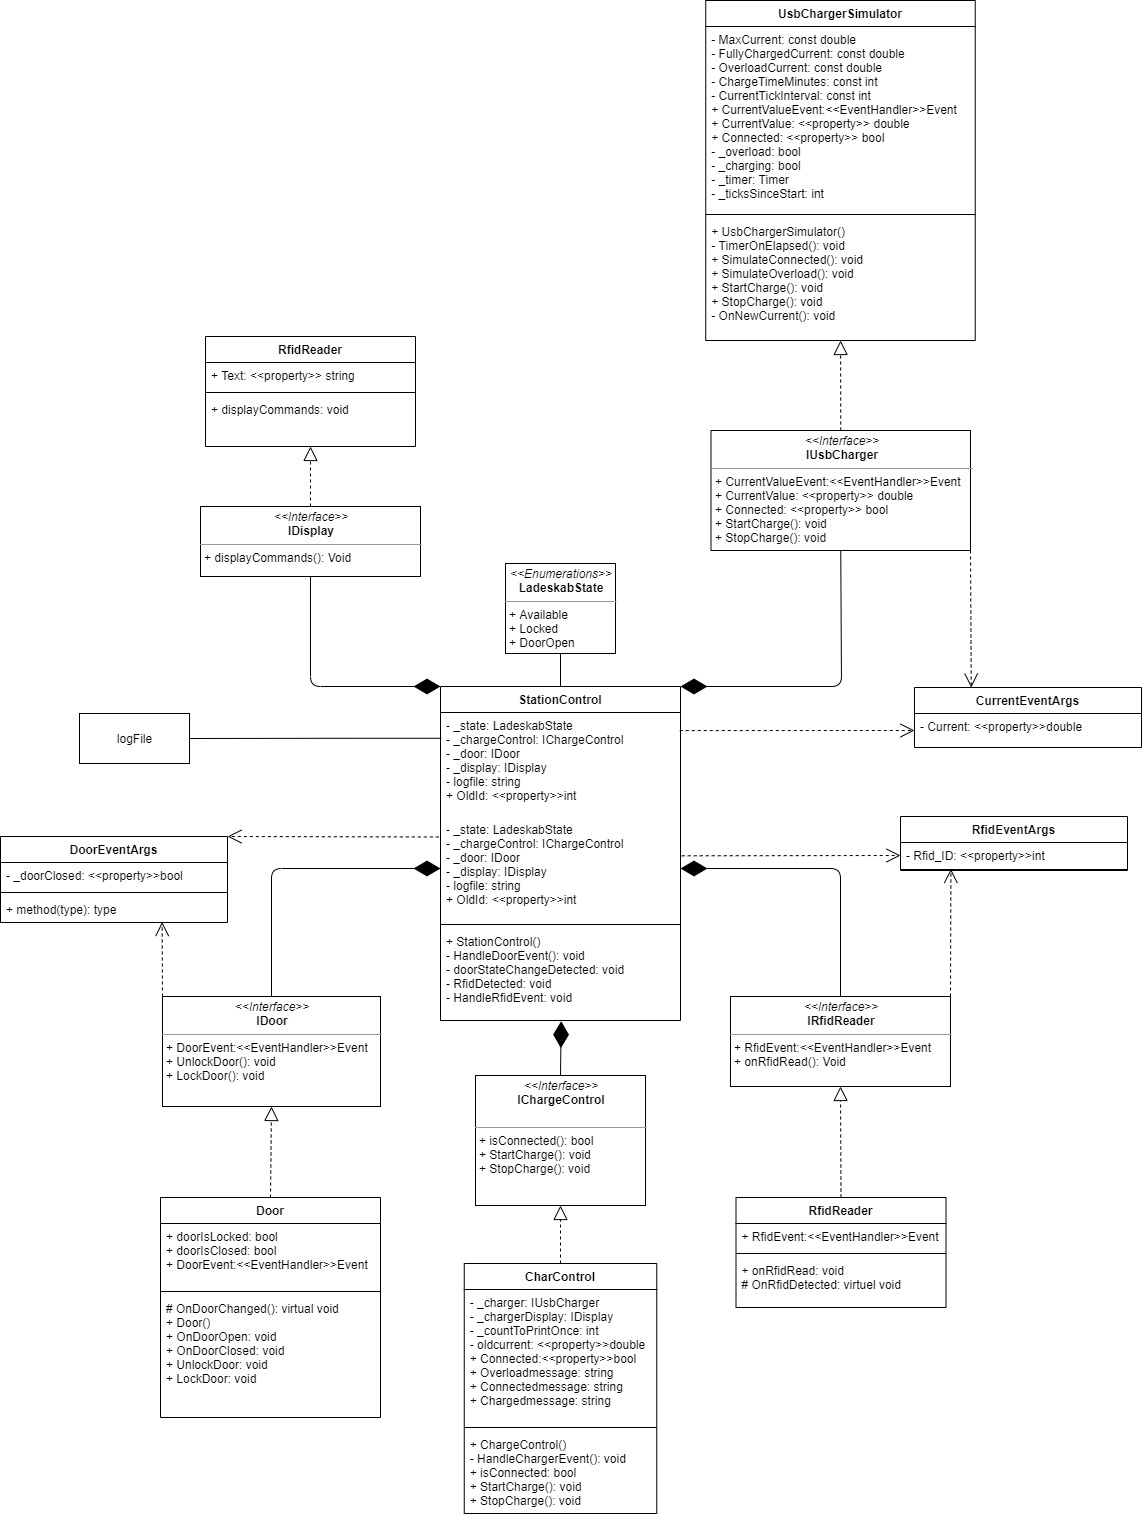 UsbChargerSimulator
- MaxCurrent: const double
- FullyChargedCurrent: const double
- OverloadCurrent: const double
- ChargeTimeMinutes: const int
- CurrentTickInterval: const int
+ CurrentValueEvent:<<EventHandler>>Event
+ CurrentValue: <<property>> double
+ Connected: <<property>> bool
- _overload: bool
- _charging: bool
- _timer: Timer
- _ticksSinceStart: int
+ UsbChargerSimulator()
- TimerOnElapsed(): void
+ SimulateConnected(): void
+ SimulateOverload(): void
+ StartCharge(): void
+ StopCharge(): void
- OnNewCurrent(): void
RfidReader
+ Text: <<property>> string
+ displayCommands: void
<<Interface>>
IDisplay
+ displayCommands(): Void
<<Interface>>
IUsbCharger
+ CurrentValueEvent:<<EventHandler>>Event
+ CurrentValue: <<property>> double
+ Connected: <<property>> bool
+ StartCharge(): void
+ StopCharge(): void
<<Enumerations>>
LadeskabState
+ Available
+ Locked
+ DoorOpen
StationControl
- _state: LadeskabState
- _chargeControl: IChargeControl
- _door: IDoor
- _display: IDisplay
- logfile: string
+ OldId: <<property>>int
- _state: LadeskabState
- _chargeControl: IChargeControl
- _door: IDoor
- _display: IDisplay
- logfile: string
+ OldId: <<property>>int
+ StationControl()
- HandleDoorEvent(): void
- doorStateChangeDetected: void
- RfidDetected: void
- HandleRfidEvent: void
logFile
CurrentEventArgs
- Current: <<property>>double
DoorEventArgs
- _doorClosed: <<property>>bool
+ method(type): type
RfidEventArgs
- Rfid_ID: <<property>>int
<<Interface>>
IDoor
+ DoorEvent:<<EventHandler>>Event
+ UnlockDoor(): void
+ LockDoor(): void
<<Interface>>
IRfidReader
+ RfidEvent:<<EventHandler>>Event
+ onRfidRead(): Void
<<Interface>>
IChargeControl
+ isConnected(): bool
+ StartCharge(): void
+ StopCharge(): void
Door
+ doorIsLocked: bool
+ doorIsClosed: bool
+ DoorEvent:<<EventHandler>>Event
# OnDoorChanged(): virtual void
+ Door()
+ OnDoorOpen: void
+ OnDoorClosed: void
+ UnlockDoor: void
+ LockDoor: void
RfidReader
+ RfidEvent:<<EventHandler>>Event
+ onRfidRead: void
# OnRfidDetected: virtuel void
CharControl
- _charger: IUsbCharger
- _chargerDisplay: IDisplay
- _countToPrintOnce: int
- oldcurrent: <<property>>double
+ Connected:<<property>>bool
+ Overloadmessage: string
+ Connectedmessage: string
+ Chargedmessage: string
+ ChargeControl()
- HandleChargerEvent(): void
+ isConnected: bool
+ StartCharge(): void
+ StopCharge(): void